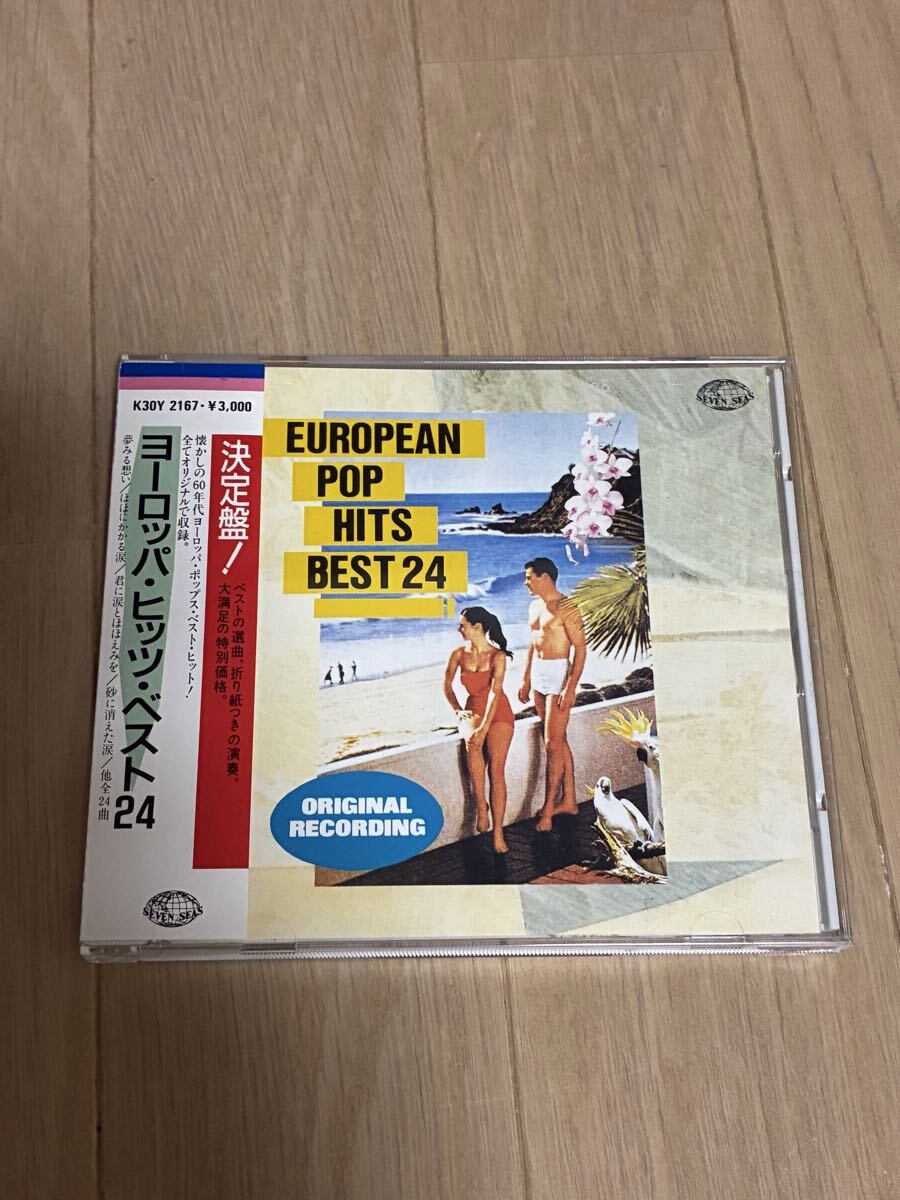 K30Y 2167・¥3,000
決定盤!
ベストの選曲、折り紙つきの演奏。
大満足の特別価格。
懐かしの60年代ヨーロッパ・ポップス・ベスト・ヒット!
全てオリジナルで収録。
ヨーロッパ・ヒッツ・ベスト24
夢みる想い/ほほにかかる涙/君に涙とほほえみを/砂に消えた涙/他全24曲
SEVEN SEAS
EUROPEAN
POP
HITS
BEST 24
ORIGINAL
RECORDING
SEVEN SEAS